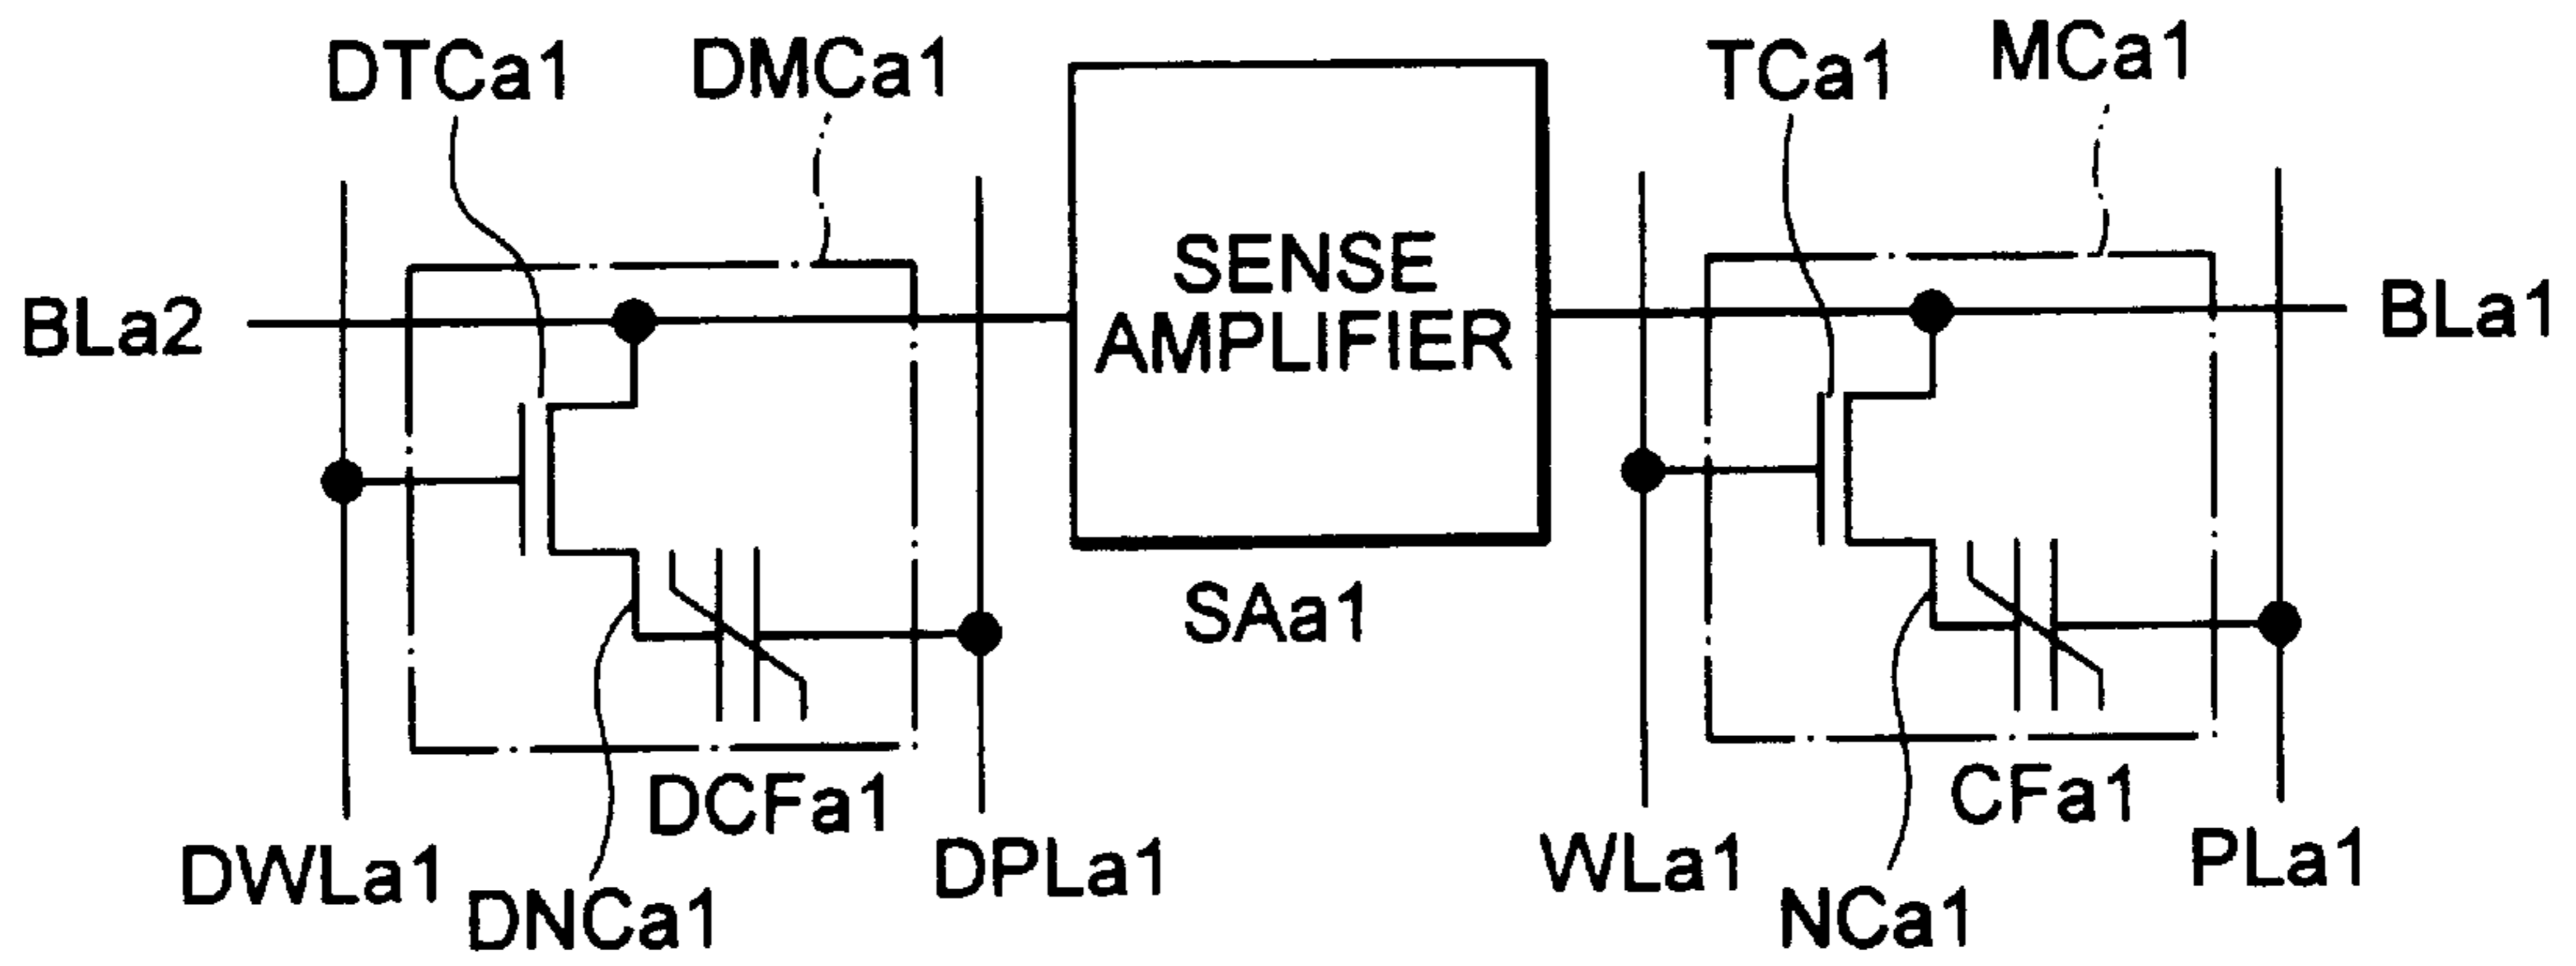 DTCa1
DMCa1
TCa1
MCa1
BLa2
SENSE
AMPLIFIER
BLa1
SAa1
DCFa1
CFa1
DWLa1
DPLa1
WLa1
PLa1
DNCa1
NCa1